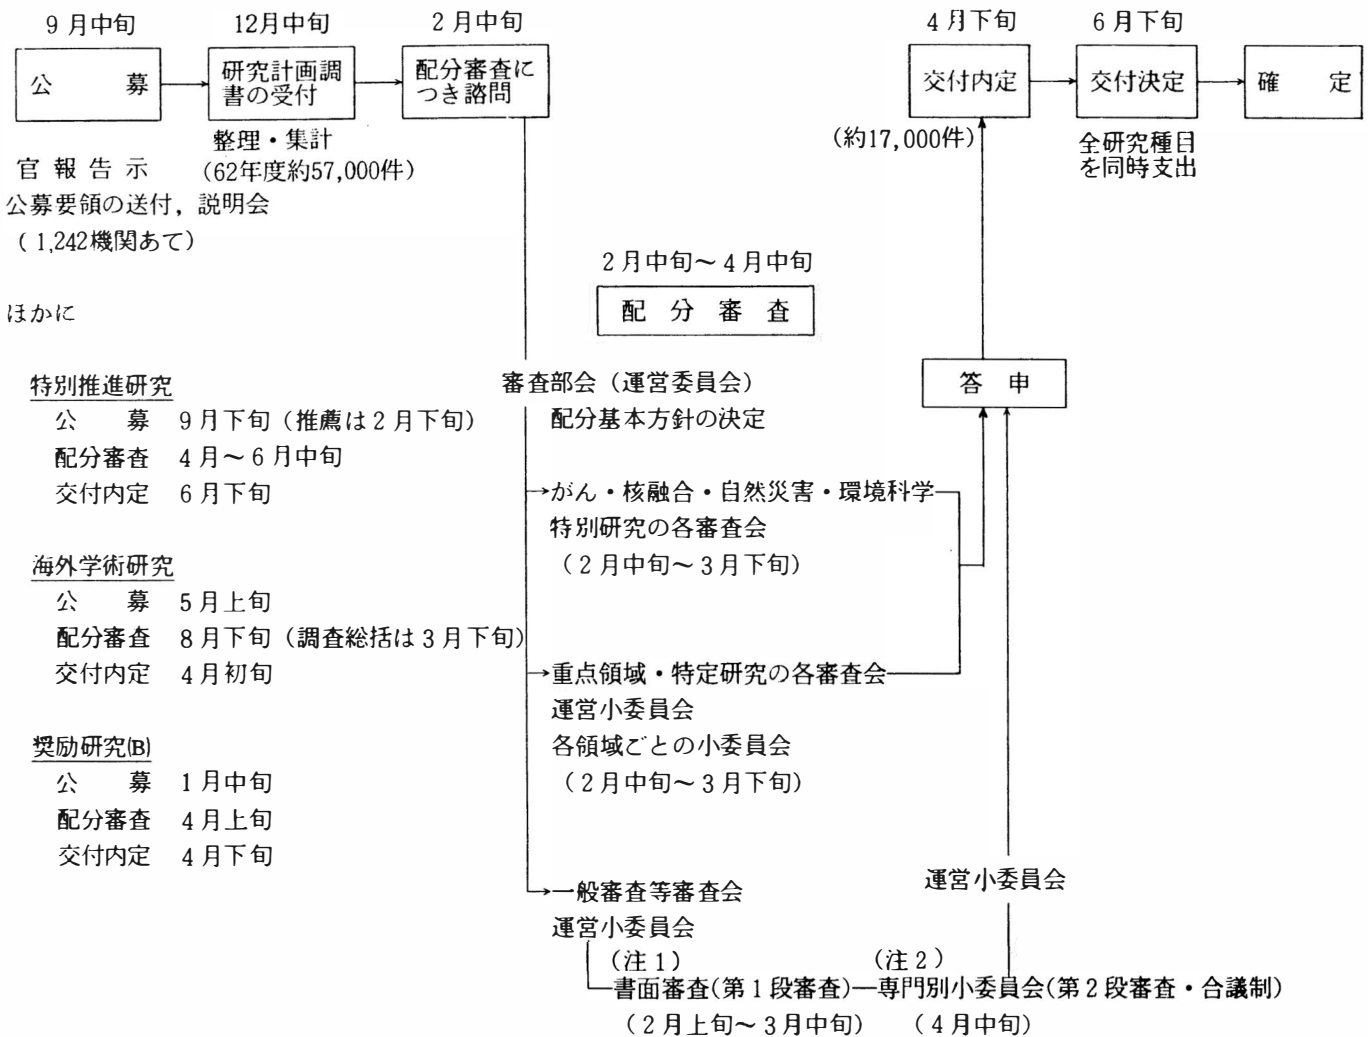 9月中旬
公募
官報告示
公募要領の送付，説明会
(1,242機関あて)
12月中旬
研究計画調
書の受付
整理・集計
(62年度約57,000件)
2月中旬
配分審査に
つき諮問
4月下旬
交付内定
(約17,000件)
6月下旬
交付決定
全研究種目
を同時支出
確定
2月中旬～4月中旬
配分審査
答申
ほかに
特別推進研究
公募 9月下旬（推薦は2月下旬）
配分審査 4月～6月中旬
交付内定 6月下旬
海外学術研究
公募 5月上旬
配分審査 8月下旬（調査総括は3月下旬）
交付内定 4月初旬
奨励研究(B)
公募 1月中旬
配分審査 4月上旬
交付内定 4月下旬
審査部会（運営委員会）
配分基本方針の決定
がん・核融合・自然災害・環境科学
特別研究の各審査会
（2月中旬～3月下旬）
重点領域・特定研究の各審査会
運営小委員会
各領域ごとの小委員会
（2月中旬～3月下旬）
一般審査等審査会
運営小委員会
（注1）
書面審査(第1段審査)
（2月上旬～3月中旬）
（注2）
専門別小委員会(第2段審査・合議制)
（4月中旬）
運営小委員会